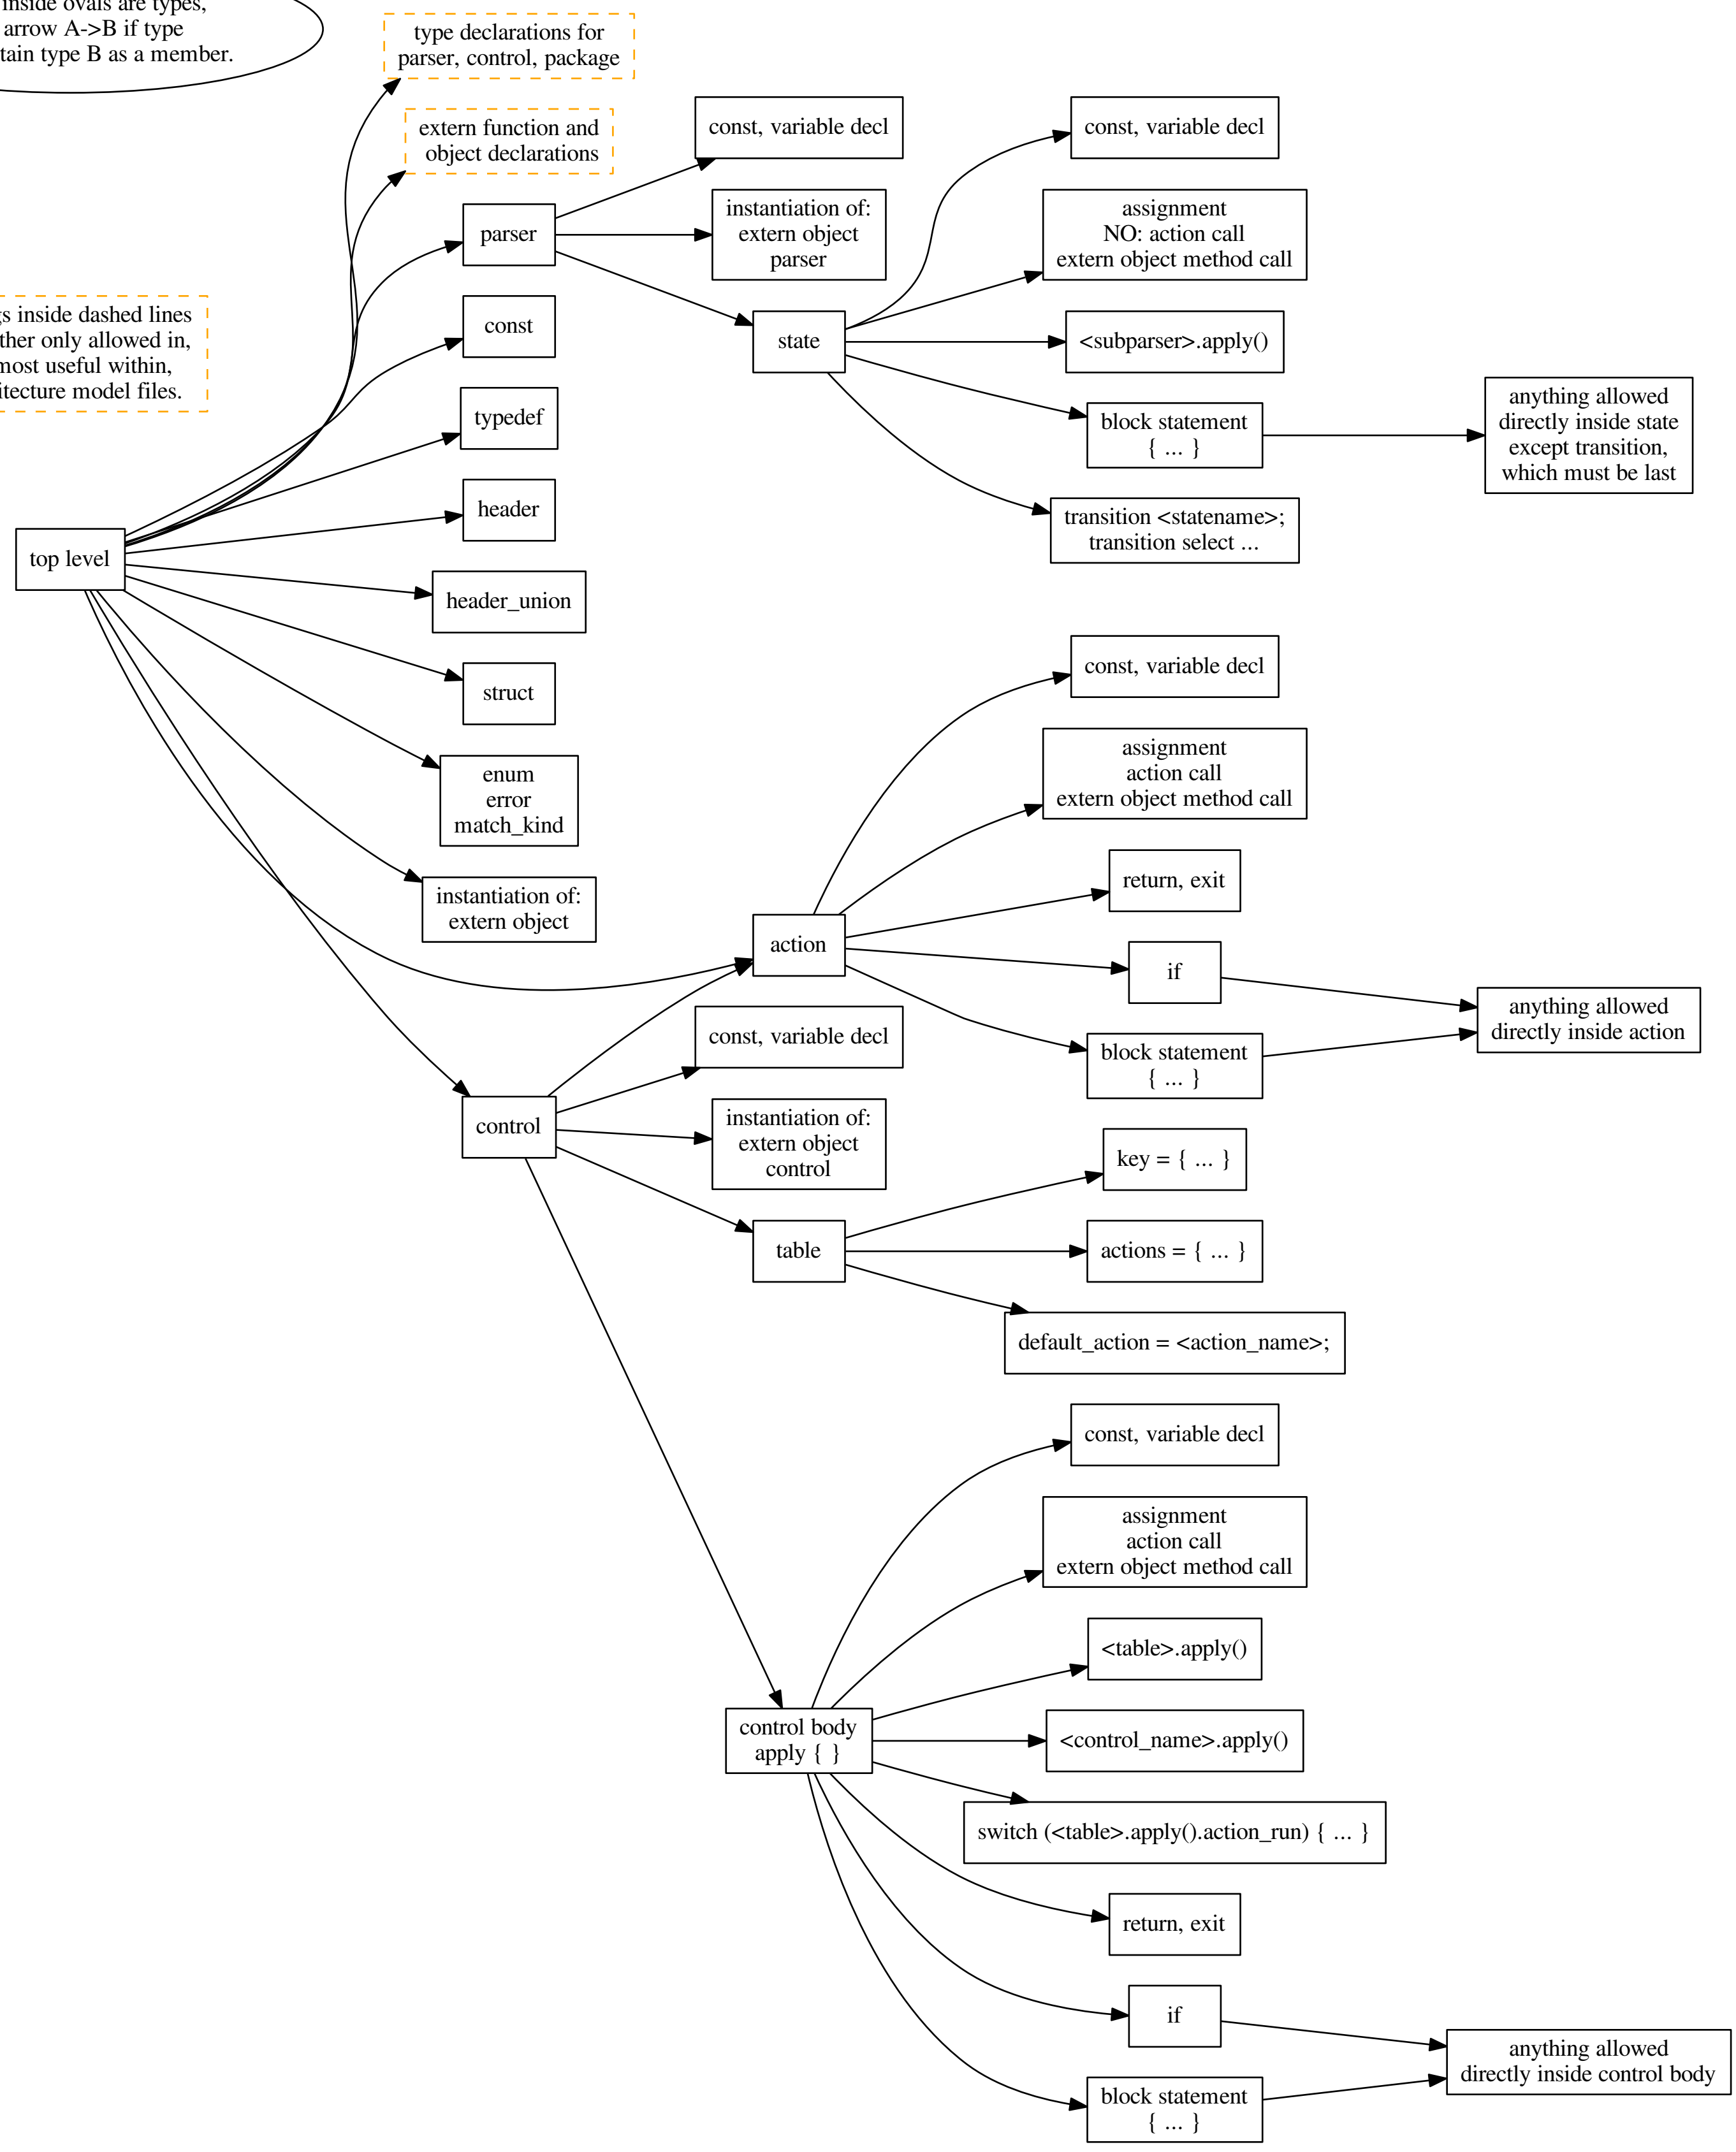 inside ovals are types,
arrow A->B if type
tain type B as a member.
type declarations for
parser, control, package
extern function and
object declarations
const, variable decl
const, variable decl
parser
instantiation of:
extern object
parser
assignment
NO: action call
extern object method call
s inside dashed lines
ther only allowed in,
most useful within,
itecture model files.
const
state
<subparser>.apply()
typedef
block statement
{ ... }
anything allowed
directly inside state
except transition,
which must be last
header
transition <statename>;
transition select ...
top level
header_union
struct
const, variable decl
enum
error
match_kind
assignment
action call
extern object method call
instantiation of:
extern object
return, exit
action
if
anything allowed
directly inside action
const, variable decl
block statement
{ ... }
control
instantiation of:
extern object
control
key = { ... }
table
actions = { ... }
default_action = <action_name>;
const, variable decl
assignment
action call
extern object method call
<table>.apply()
control body
apply { }
<control_name>.apply()
switch (<table>.apply().action_run) { ... }
return, exit
if
anything allowed
directly inside control body
block statement
{ ... }